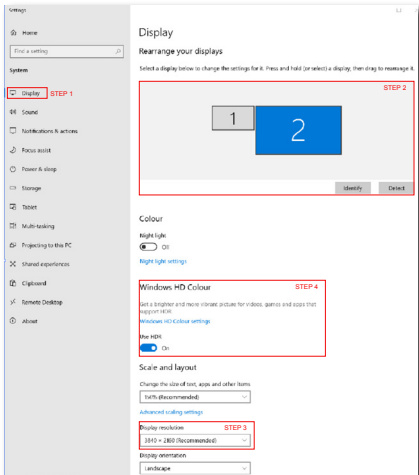 Settings
Home
Find a setting
System
Display STEP 1
Sound
Notifications & actions
Focus assist
Power & sleep
Storage
Tablet
Multi-tasking
Projecting to this PC
Shared experiences
Clipboard
Remote Desktop
About
Display
Rearrange your displays
Select a display below to change the settings for it. Press and hold (or select) a display, then drag to rearrange it.
STEP 2
1
2
Identify Detect
Colour
Night light
Off
Night light settings
Windows HD Colour STEP 4
Get a brighter and more vibrant picture for videos, games and apps that
support HDR.
Windows HD Colour settings
Use HDR
On
Scale and layout
Change the size of text, apps and other items
150% (Recommended)
Advanced scaling settings
Display resolution STEP 3
3840 × 2160 (Recommended)
Display orientation
Landscape